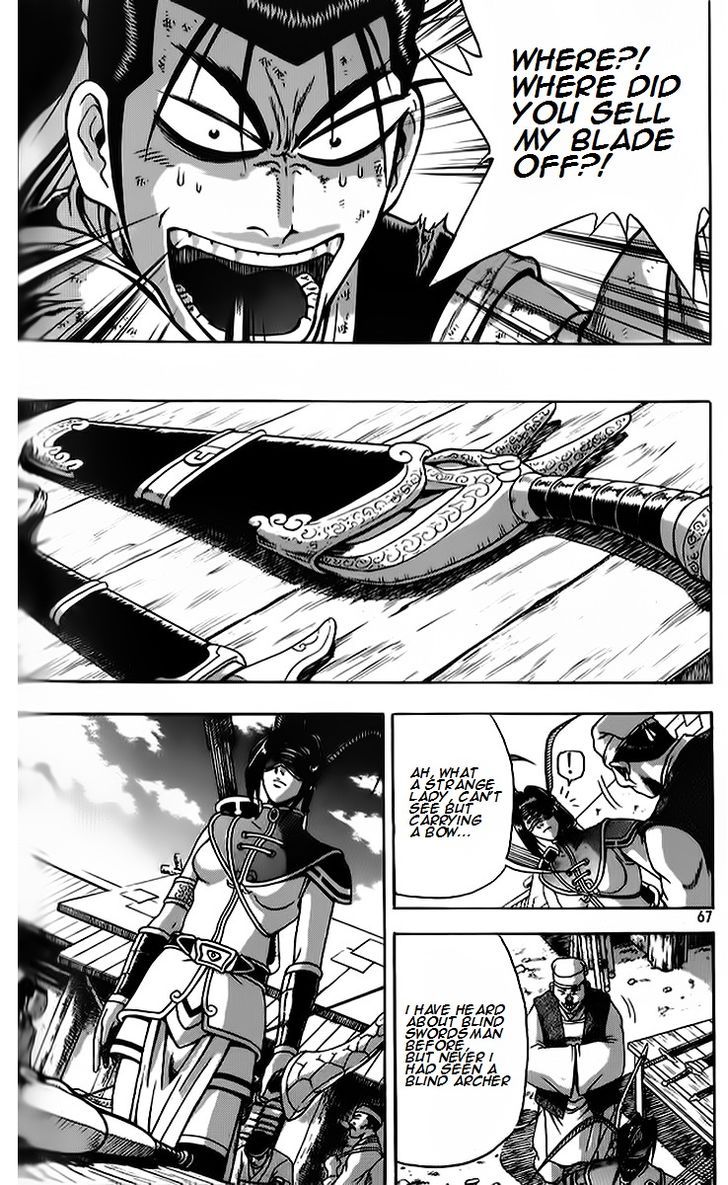 WHERE?!
WHERE DID
YOU SELL
MY BLADE
OFF?!
!
AH, WHAT
A STRANGE
LADY, CAN'T
SEE BUT
CARRYING
A BOW...
67
I HAVE HEARD
ABOUT BLIND
SWORDSMAN
BEFORE
BUT NEVER I
HAD SEEN A
BLIND ARCHER